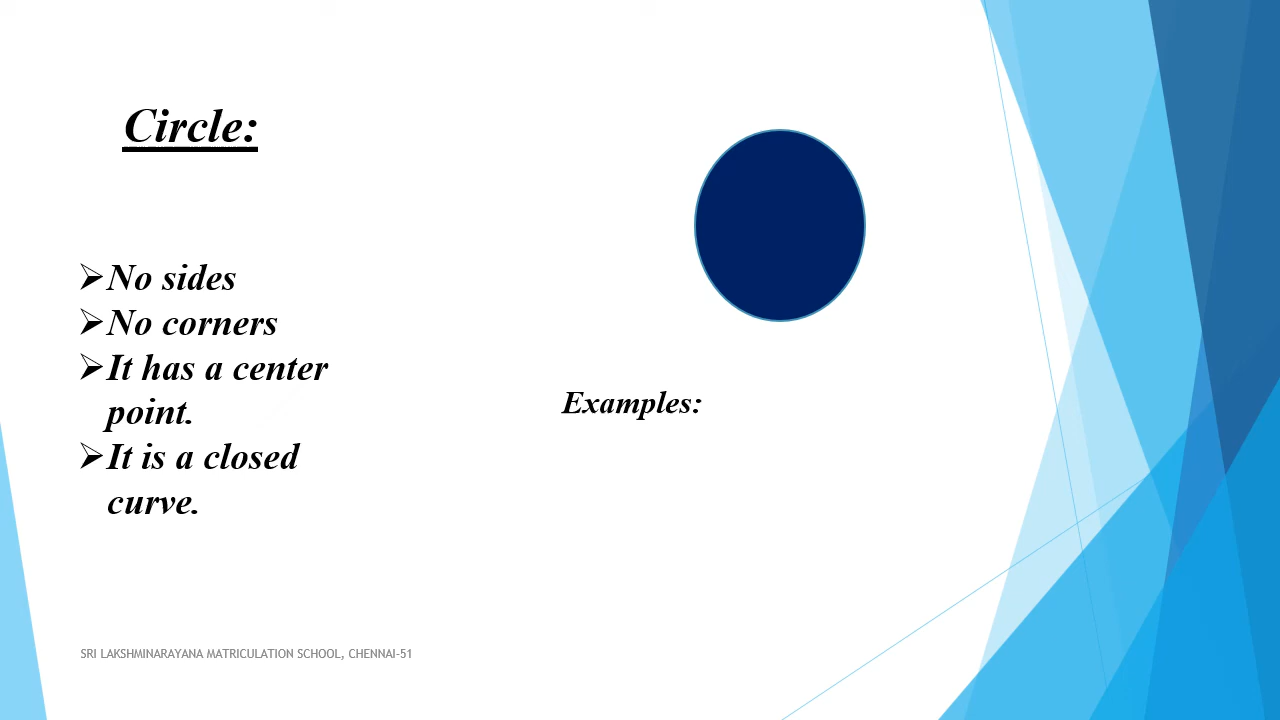 Circle:
➢No sides
➢No corners
➢It has a center
point.
➢It is a closed
curve.
Examples:
SRI LAKSHMINARAYANA MATRICULATION SCHOOL, CHENNAI-51